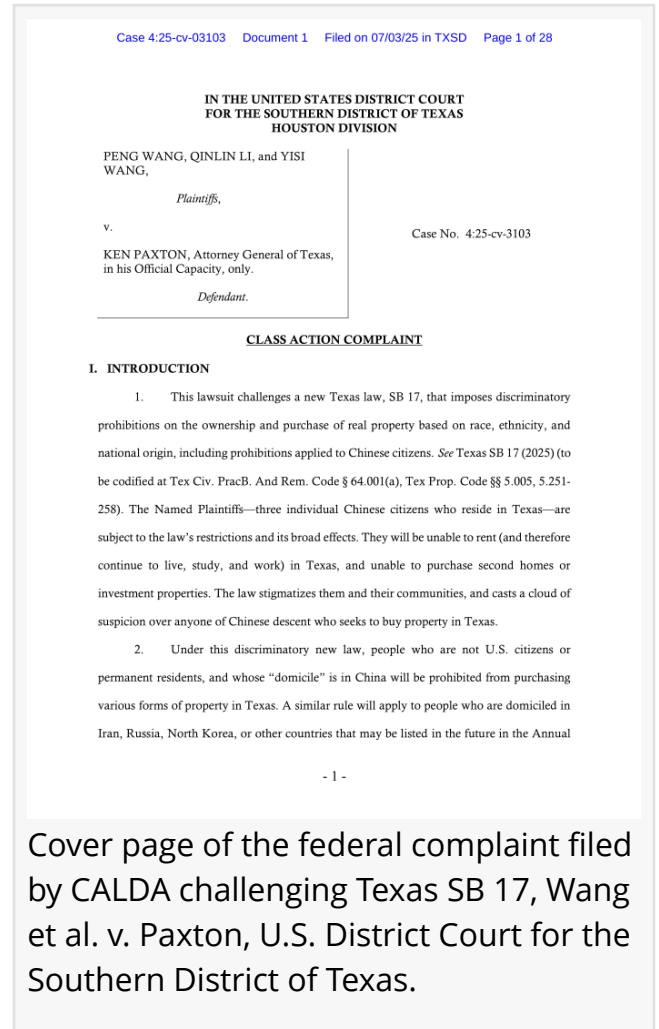 Case 4:25-cv-03103 Document 1 Filed on 07/03/25 in TXSD Page 1 of 28
IN THE UNITED STATES DISTRICT COURT
FOR THE SOUTHERN DISTRICT OF TEXAS
HOUSTON DIVISION
PENG WANG, QINLIN LI, and YISI
WANG,
Plaintiffs,
v.
KEN PAXTON, Attorney General of Texas,
in his Official Capacity, only.
Defendant.
Case No. 4:25-cv-3103
CLASS ACTION COMPLAINT
I. INTRODUCTION
1. This lawsuit challenges a new Texas law, SB 17, that imposes discriminatory
prohibitions on the ownership and purchase of real property based on race, ethnicity, and
national origin, including prohibitions applied to Chinese citizens. See Texas SB 17 (2025) (to
be codified at Tex Civ. PracB. And Rem. Code § 64.001(a), Tex Prop. Code §§ 5.005, 5.251-
258). The Named Plaintiffs—three individual Chinese citizens who reside in Texas—are
subject to the law's restrictions and its broad effects. They will be unable to rent (and therefore
continue to live, study, and work) in Texas, and unable to purchase second homes or
investment properties. The law stigmatizes them and their communities, and casts a cloud of
suspicion over anyone of Chinese descent who seeks to buy property in Texas.
2. Under this discriminatory new law, people who are not U.S. citizens or
permanent residents, and whose “domicile” is in China will be prohibited from purchasing
various forms of property in Texas. A similar rule will apply to people who are domiciled in
Iran, Russia, North Korea, or other countries that may be listed in the future in the Annual
- 1 -
Cover page of the federal complaint filed
by CALDA challenging Texas SB 17, Wang
et al. v. Paxton, U.S. District Court for the
Southern District of Texas.